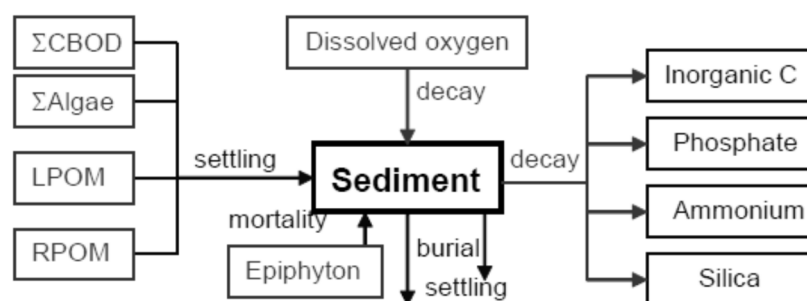 ΣCBOD
Dissolved oxygen
Inorganic C
ΣAlgae
decay
Phosphate
LPOM
settling
Sediment
decay
Ammonium
mortality
RPOM
Epiphyton
burial
settling
Silica